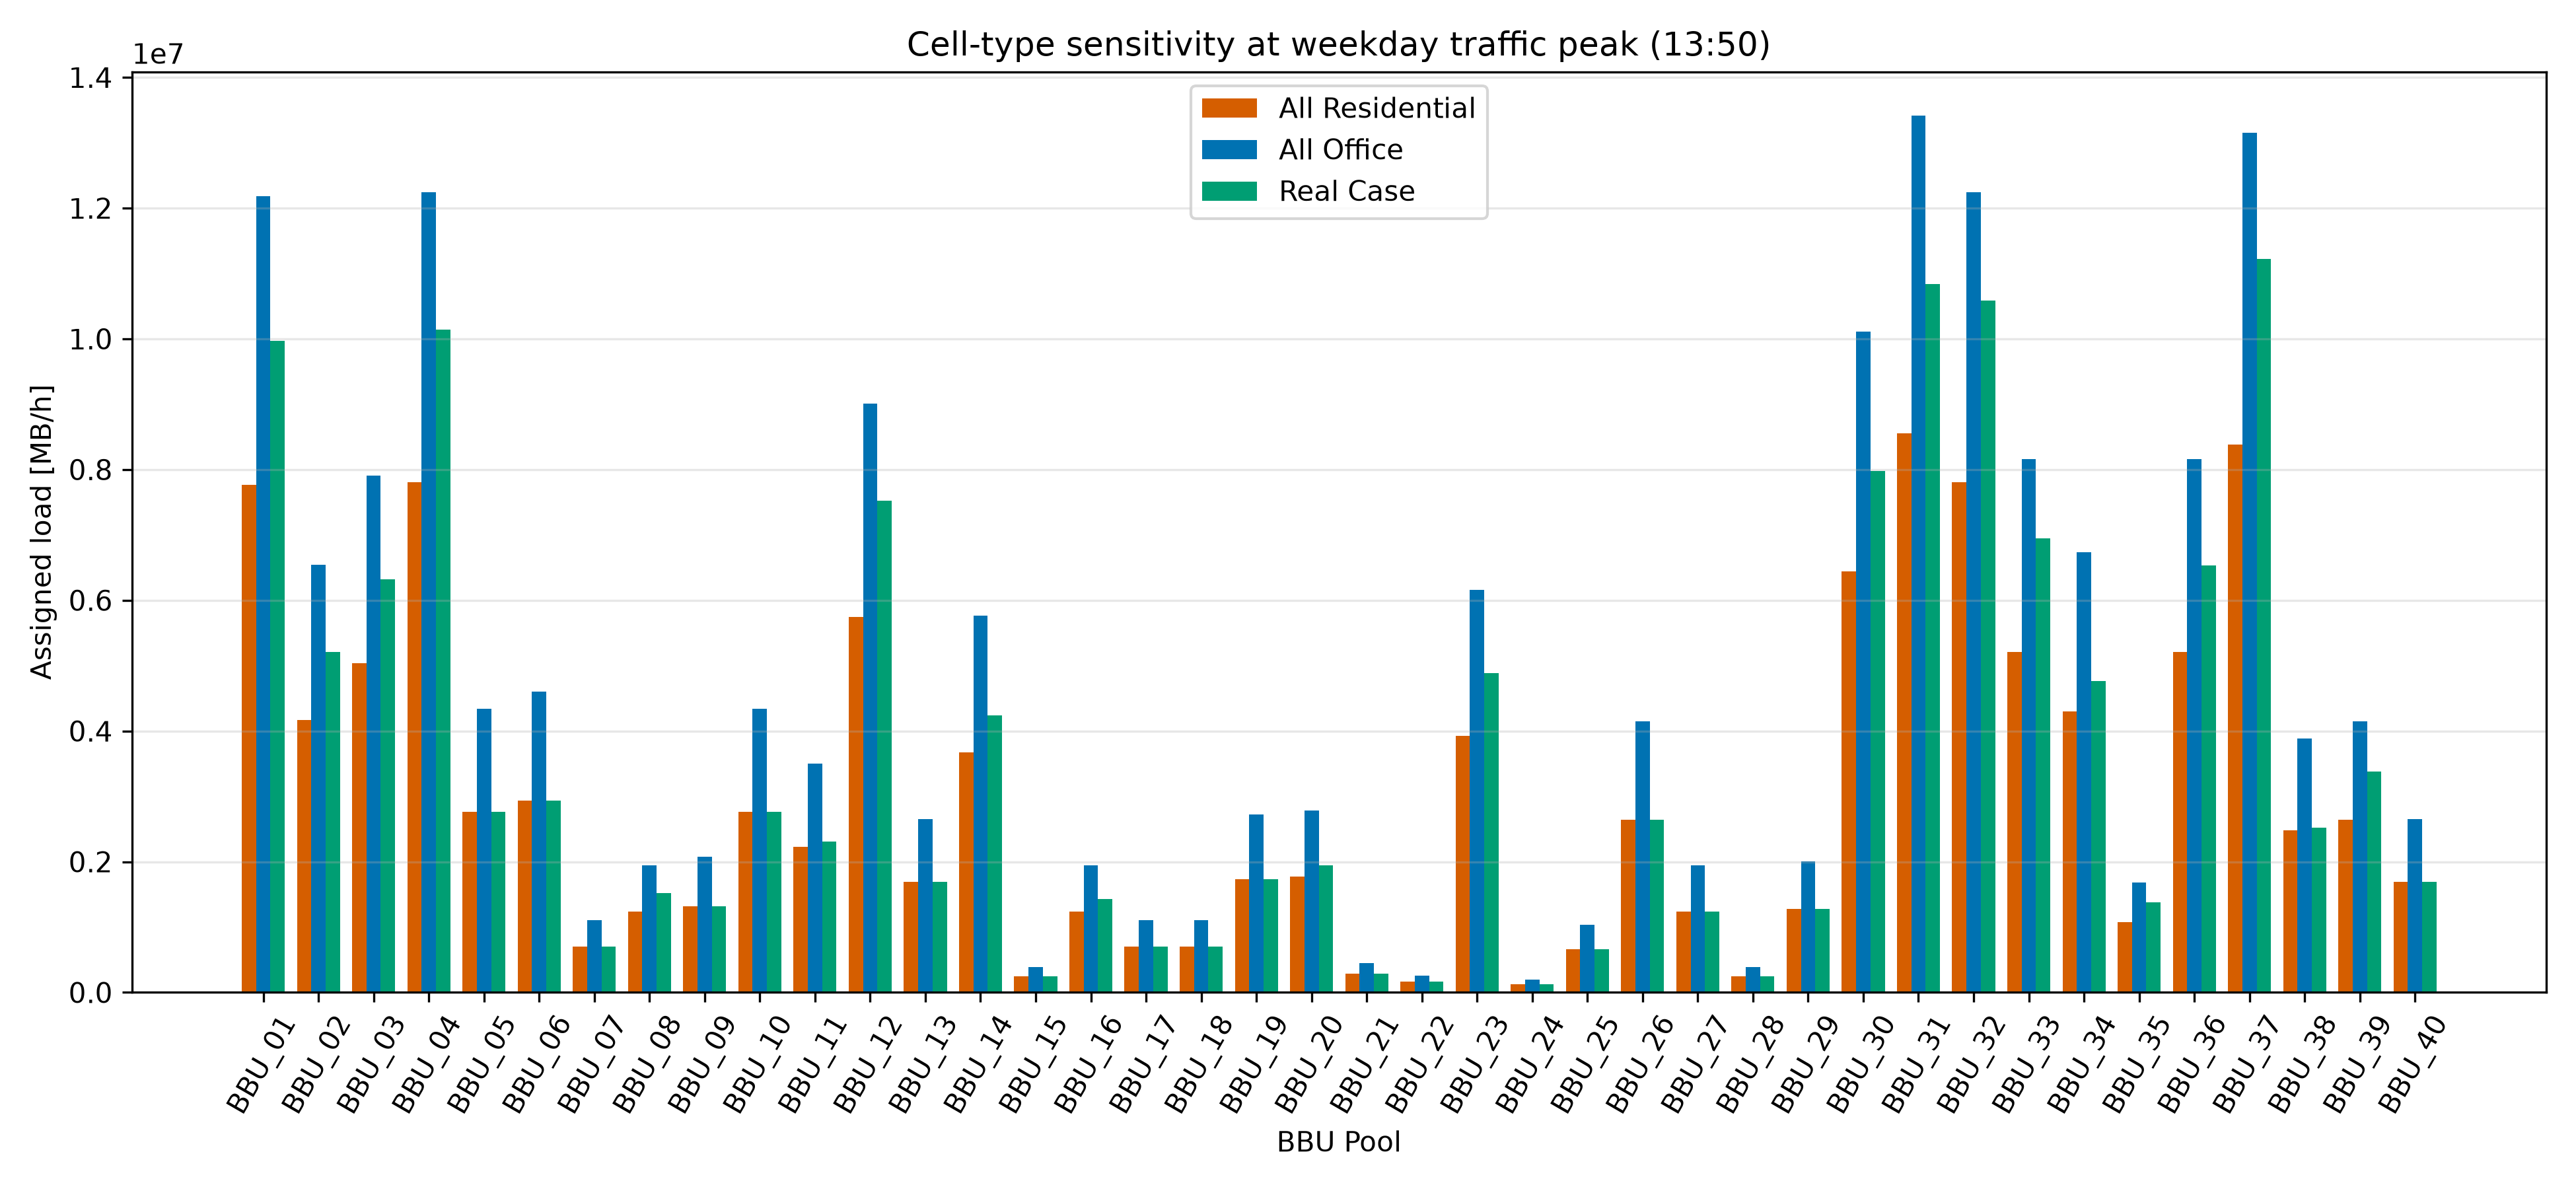 Cell-type sensitivity at weekday traffic peak (13:50)
1e7
1.4
1.2
1.0
0.8
0.6
0.4
0.2
0.0
Assigned load [MB/h]
All Residential
All Office
Real Case
BBU_01
BBU_02
BBU_03
BBU_04
BBU_05
BBU_06
BBU_07
BBU_08
BBU_09
BBU_10
BBU_11
BBU_12
BBU_13
BBU_14
BBU_15
BBU_16
BBU_17
BBU_18
BBU_19
BBU_20
BBU_21
BBU_22
BBU_23
BBU_24
BBU_25
BBU_26
BBU_27
BBU_28
BBU_29
BBU_30
BBU_31
BBU_32
BBU_33
BBU_34
BBU_35
BBU_36
BBU_37
BBU_38
BBU_39
BBU_40
BBU Pool